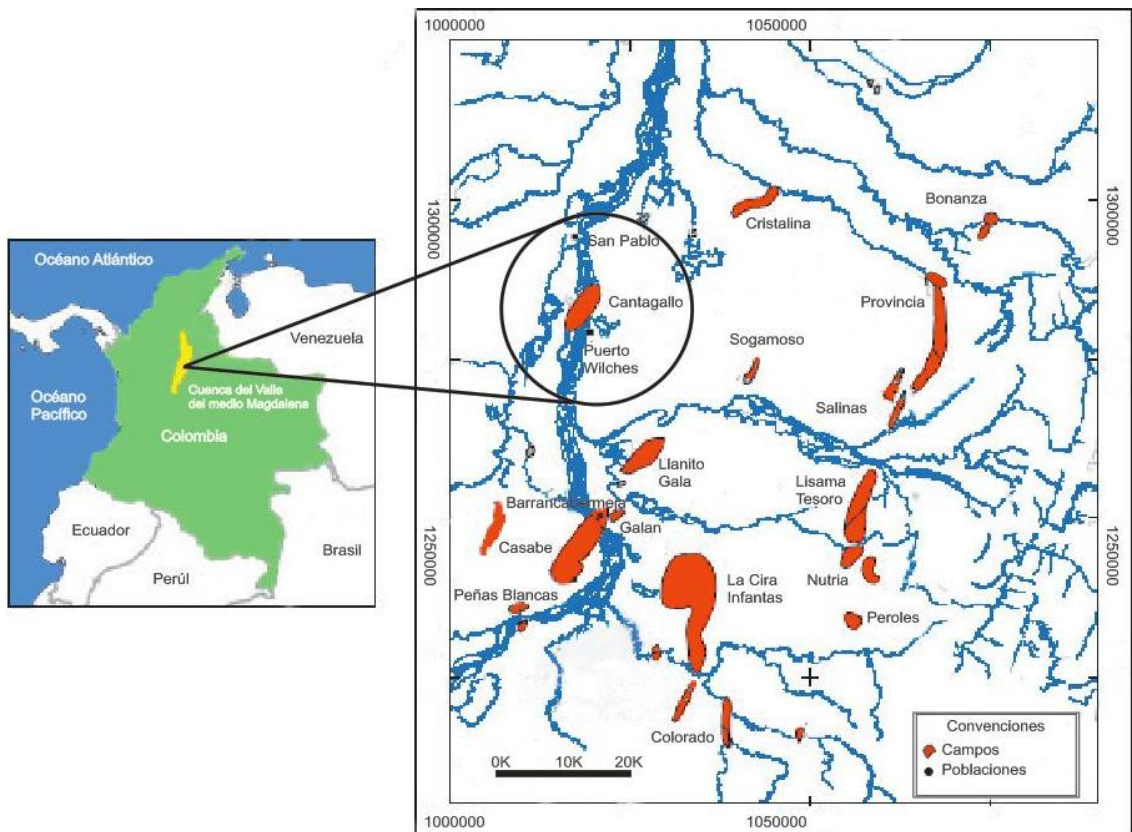 Océano Atlántico
Venezuela
Océano
Pacífico
Cuenca del Valle
del medio Magdalena
Colombia
Ecuador
Perúl
Brasil
1000000
1050000
1300000
1300000
Bonanza
Cristalina
San Pablo
Cantagallo
Provincia
Puerto
Wilches
Sogamoso
Salinas
Llanito
Gala
Lisama
Tesoro
Barrancabermeja
Galan
Casabe
1250000
1250000
Peñas Blancas
La Cira
Infantas
Nutria
Peroles
Colorado
0K 10K 20K
Convenciones
Campos
Poblaciones
1000000
1050000